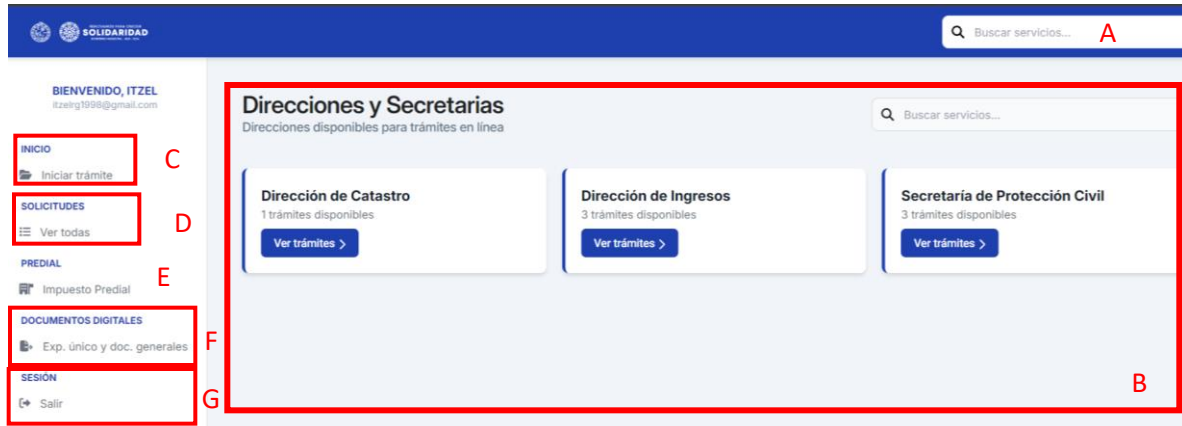 SOLIDARIDAD
Buscar servicios...
A
BIENVENIDO, ITZEL
itzelrg1998@gmail.com
INICIO
Iniciar trámite
C
SOLICITUDES
Ver todas
D
PREDIAL
Impuesto Predial
E
DOCUMENTOS DIGITALES
Exp. único y doc. generales
F
SESIÓN
Salir
G
Direcciones y Secretarias
Direcciones disponibles para trámites en línea
Buscar servicios...
Dirección de Catastro
1 trámites disponibles
Ver trámites >
Dirección de Ingresos
3 trámites disponibles
Ver trámites >
Secretaría de Protección Civil
3 trámites disponibles
Ver trámites >
B